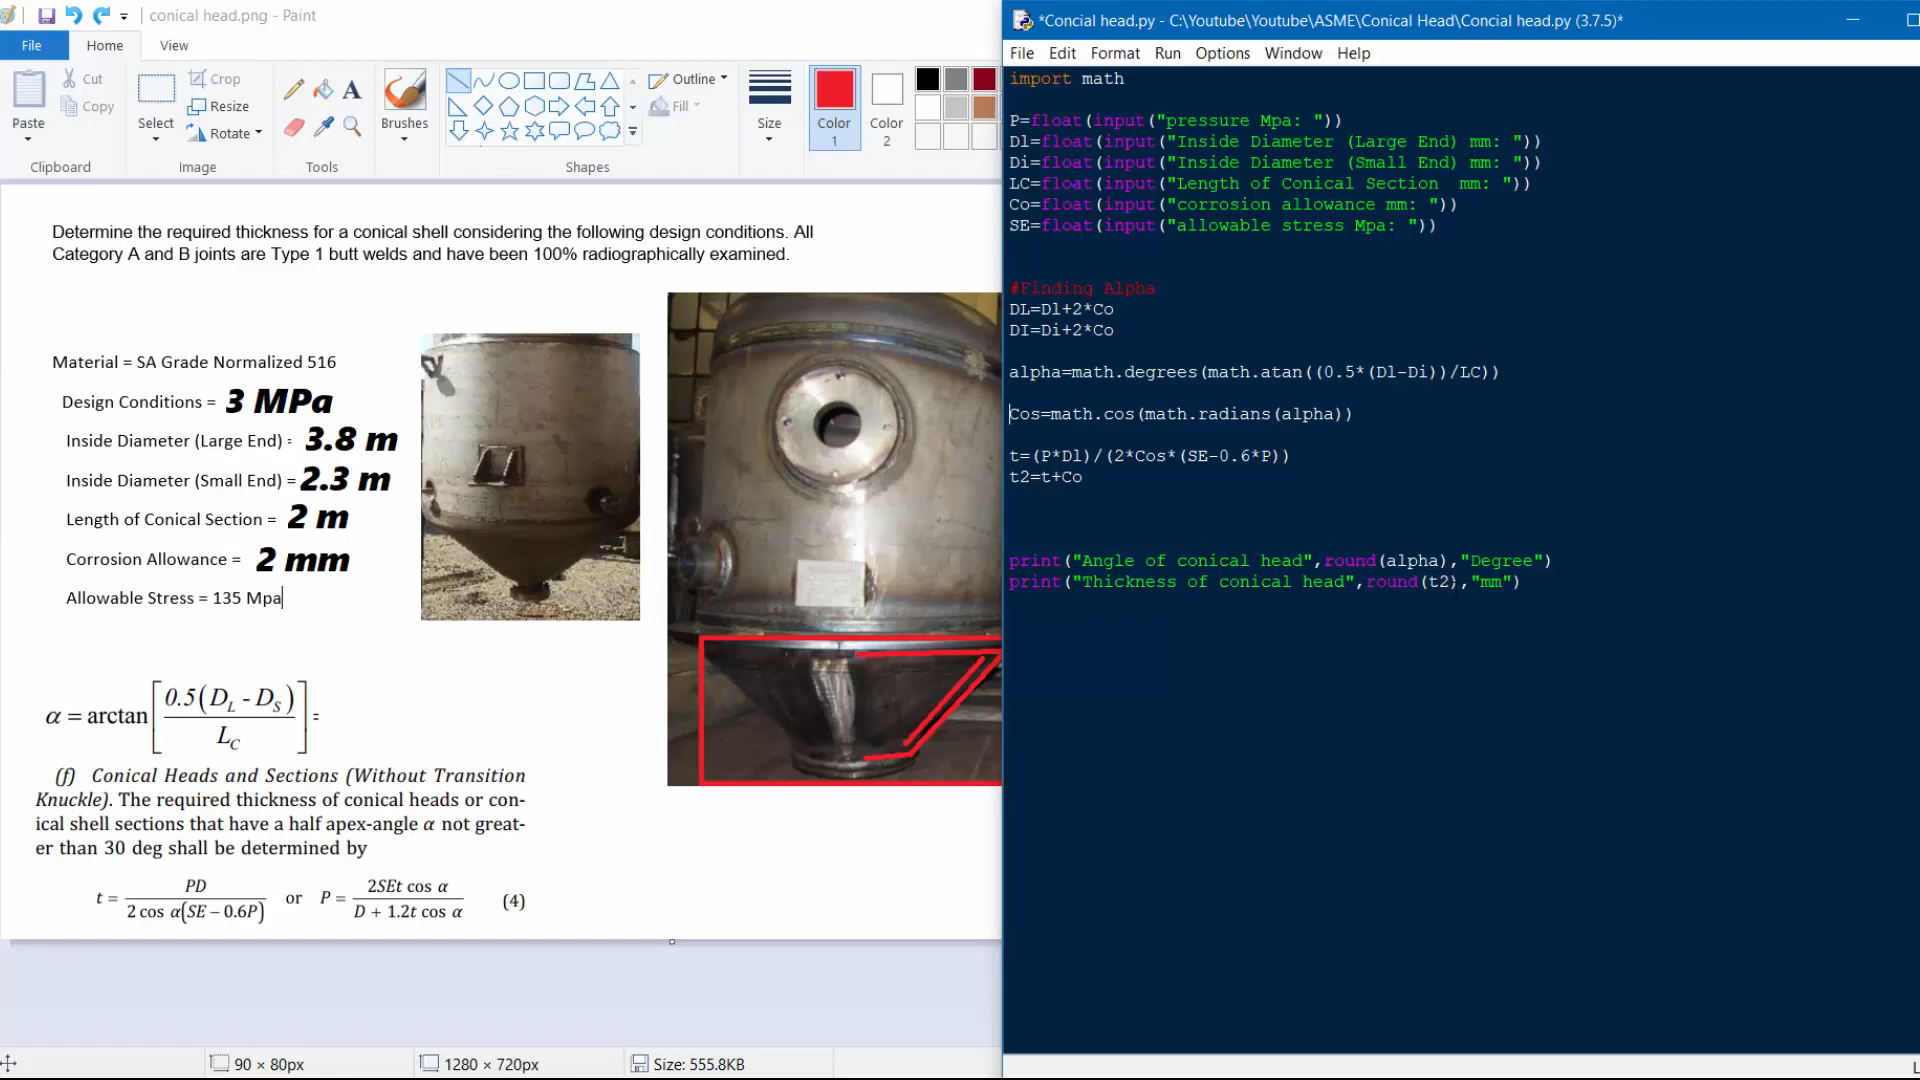 conical head.png - Paint
File Home View
Paste
Cut
Copy
Clipboard
Select
Crop
Resize
Rotate
Image
Tools
Brushes
Shapes
Outline
Fill
Size
Color 1
Color 2
Determine the required thickness for a conical shell considering the following design conditions. All
Category A and B joints are Type 1 butt welds and have been 100% radiographically examined.
Material = SA Grade Normalized 516
Design Conditions = 3 MPa
Inside Diameter (Large End) : 3.8 m
Inside Diameter (Small End) = 2.3 m
Length of Conical Section = 2 m
Corrosion Allowance = 2 mm
Allowable Stress = 135 Mpa
α = arctan [ 0.5(D_L - D_S) / L_C ] =
(f) Conical Heads and Sections (Without Transition
Knuckle). The required thickness of conical heads or con-
ical shell sections that have a half apex-angle α not great-
er than 30 deg shall be determined by
t = PD / 2 cos α(SE − 0.6P) or P = 2SEt cos α / D + 1.2t cos α (4)
90 × 80px
1280 × 720px
Size: 555.8KB
*Concial head.py - C:\Youtube\Youtube\ASME\Conical Head\Concial head.py (3.7.5)*
File Edit Format Run Options Window Help
import math
P=float(input("pressure Mpa: "))
Dl=float(input("Inside Diameter (Large End) mm: "))
Di=float(input("Inside Diameter (Small End) mm: "))
LC=float(input("Length of Conical Section  mm: "))
Co=float(input("corrosion allowance mm: "))
SE=float(input("allowable stress Mpa: "))
#Finding Alpha
DL=Dl+2*Co
DI=Di+2*Co
alpha=math.degrees(math.atan((0.5*(Dl-Di))/LC))
Cos=math.cos(math.radians(alpha))
t=(P*Dl)/(2*Cos*(SE-0.6*P))
t2=t+Co
print("Angle of conical head",round(alpha),"Degree")
print("Thickness of conical head",round(t2),"mm")
L